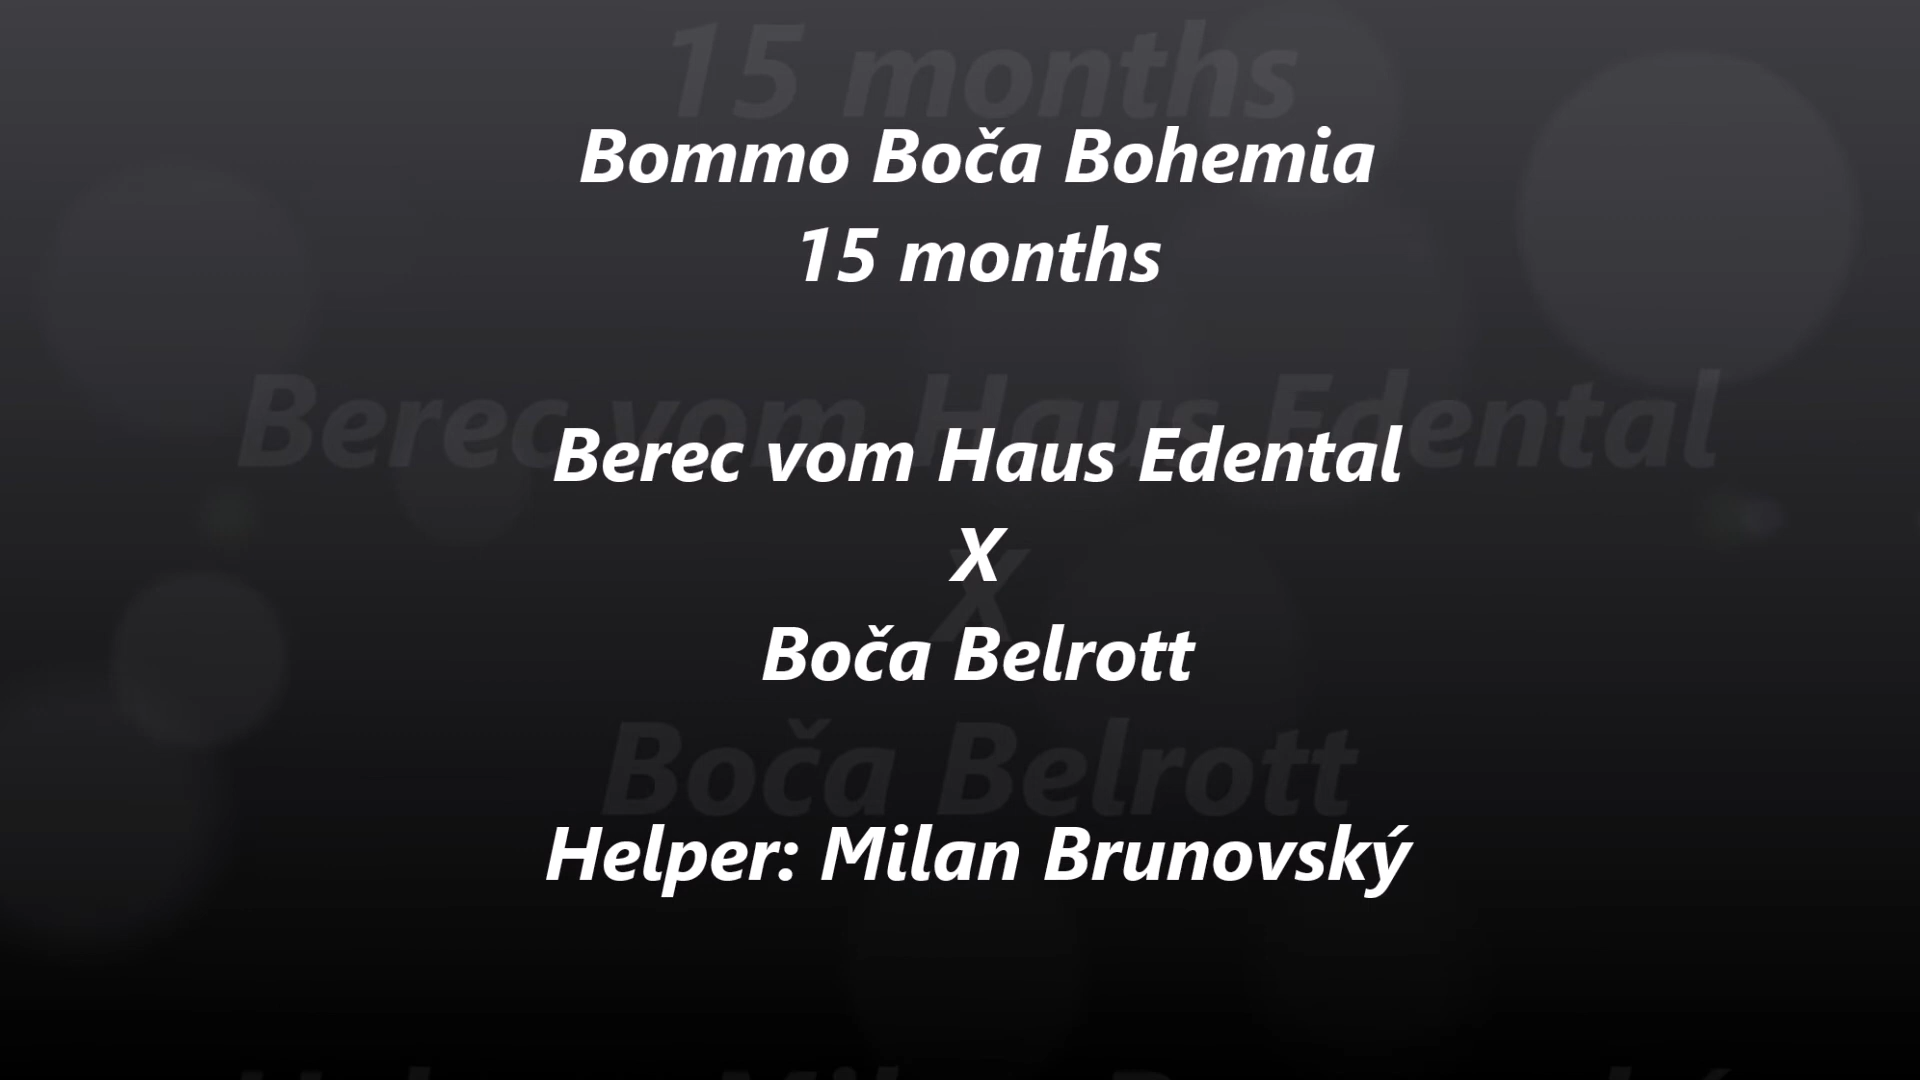 Bommo Boča Bohemia
15 months
Berec vom Haus Edental
X
Boča Belrott
Helper: Milan Brunovský